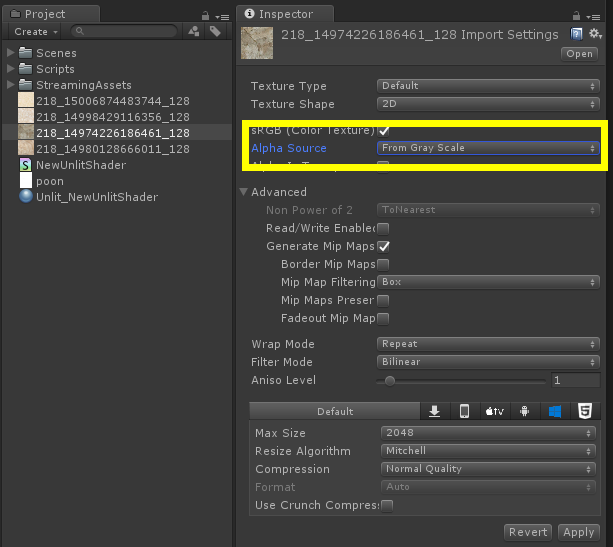 Project
Create
Scenes
Scripts
StreamingAssets
218_15006874483744_128
218_14998429116356_128
218_14974226186461_128
218_14980128666011_128
NewUnlitShader
poon
Unlit_NewUnlitShader
Inspector
218_14974226186461_128 Import Settings
Open
Texture Type Default
Texture Shape 2D
sRGB (Color Texture)
Alpha Source From Gray Scale
Advanced
Non Power of 2 ToNearest
Read/Write Enabled
Generate Mip Maps
Border Mip Maps
Mip Map Filtering Box
Mip Maps Preser
Fadeout Mip Map
Wrap Mode Repeat
Filter Mode Bilinear
Aniso Level 1
Default tv
Max Size 2048
Resize Algorithm Mitchell
Compression Normal Quality
Format Auto
Use Crunch Compress
Revert Apply